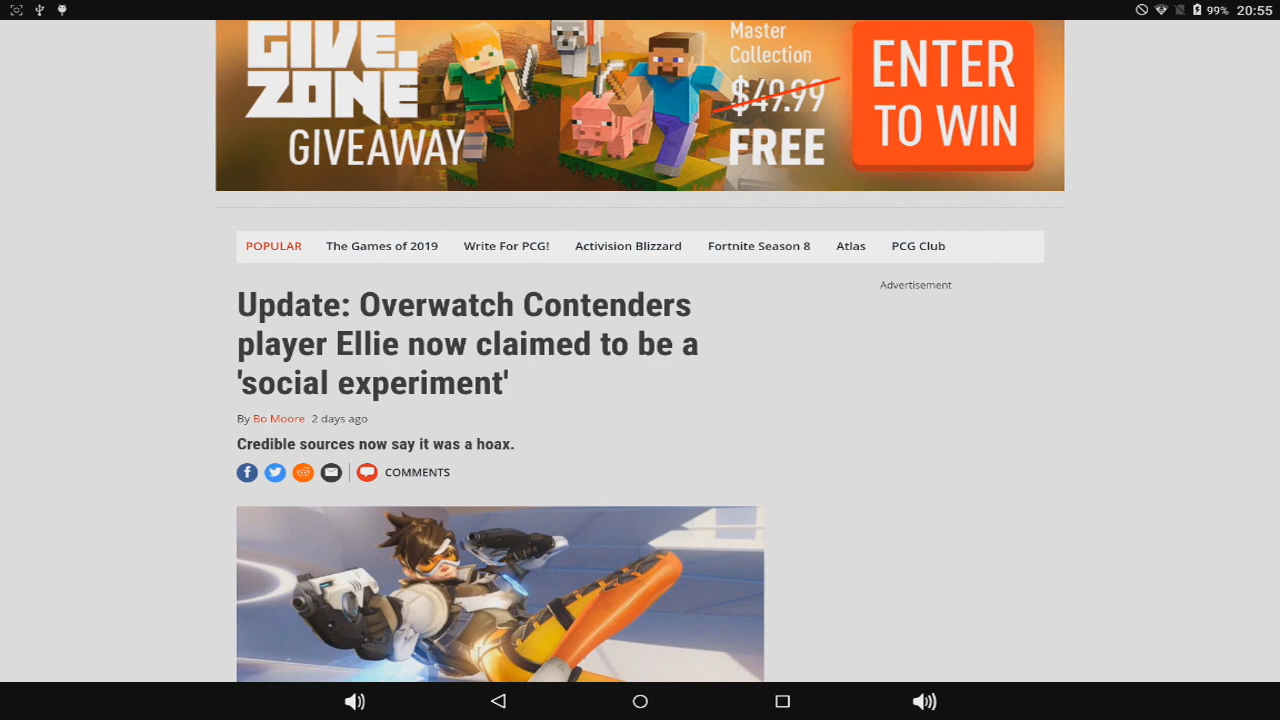 99% 20:55
GIVE.
ZONE
GIVEAWAY
Master
Collection
$49.99
FREE
ENTER
TO WIN
POPULAR The Games of 2019 Write For PCG! Activision Blizzard Fortnite Season 8 Atlas PCG Club
Advertisement
Update: Overwatch Contenders
player Ellie now claimed to be a
'social experiment'
By Bo Moore 2 days ago
Credible sources now say it was a hoax.
COMMENTS